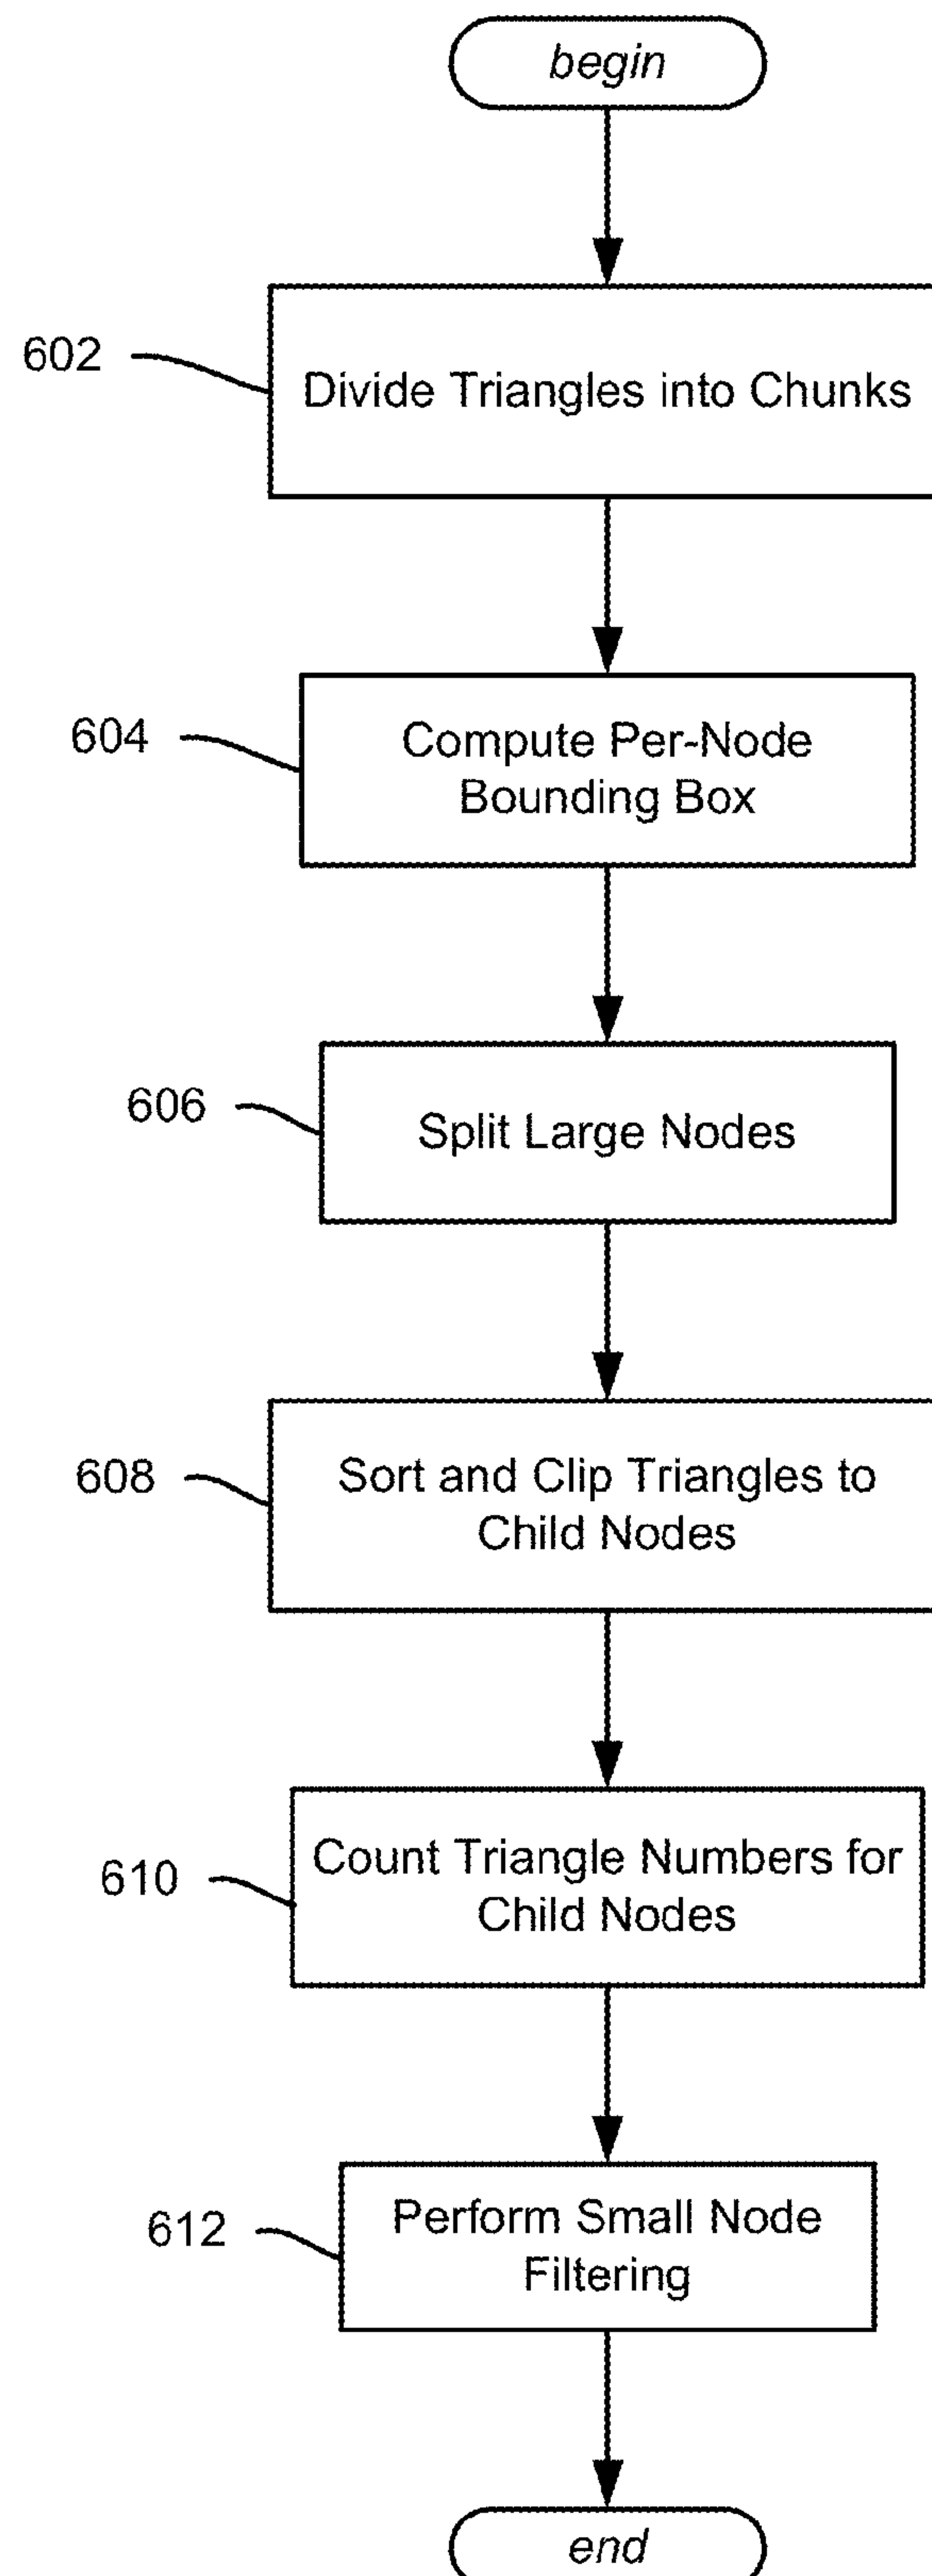 begin
602
Divide Triangles into Chunks
604
Compute Per-Node
Bounding Box
606
Split Large Nodes
608
Sort and Clip Triangles to
Child Nodes
610
Count Triangle Numbers for
Child Nodes
612
Perform Small Node
Filtering
end